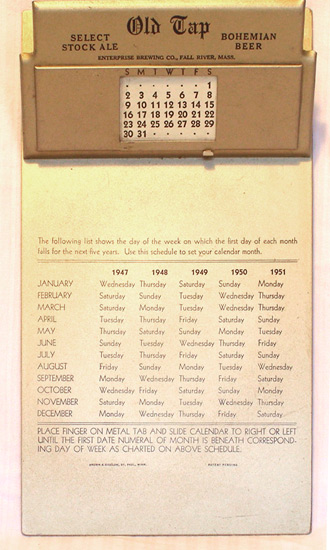 Old Tap
SELECT STOCK ALE
BOHEMIAN BEER
ENTERPRISE BREWING CO., FALL RIVER, MASS.
S M T W T F S
1
2 3 4 5 6 7 8
9 10 11 12 13 14 15
16 17 18 19 20 21 22
23 24 25 26 27 28 29
30 31
The following list shows the day of the week on which the first day of each month
falls for the next five years. Use this schedule to set your calendar month.
1947 1948 1949 1950 1951
JANUARY Wednesday Thursday Saturday Sunday Monday
FEBRUARY Saturday Sunday Tuesday Wednesday Thursday
MARCH Saturday Monday Tuesday Wednesday Thursday
APRIL Tuesday Thursday Friday Saturday Sunday
MAY Thursday Saturday Sunday Monday Tuesday
JUNE Sunday Tuesday Wednesday Thursday Friday
JULY Tuesday Thursday Friday Saturday Sunday
AUGUST Friday Sunday Monday Tuesday Wednesday
SEPTEMBER Monday Wednesday Thursday Friday Saturday
OCTOBER Wednesday Friday Saturday Sunday Monday
NOVEMBER Saturday Monday Tuesday Wednesday Thursday
DECEMBER Monday Wednesday Thursday Friday Saturday
PLACE FINGER ON METAL TAB AND SLIDE CALENDAR TO RIGHT OR LEFT
UNTIL THE FIRST DATE NUMERAL OF MONTH IS BENEATH CORRESPOND-
ING DAY OF WEEK AS CHARTED ON ABOVE SCHEDULE.
BROWN & BIGELOW, ST. PAUL, MINN. PATENT PENDING